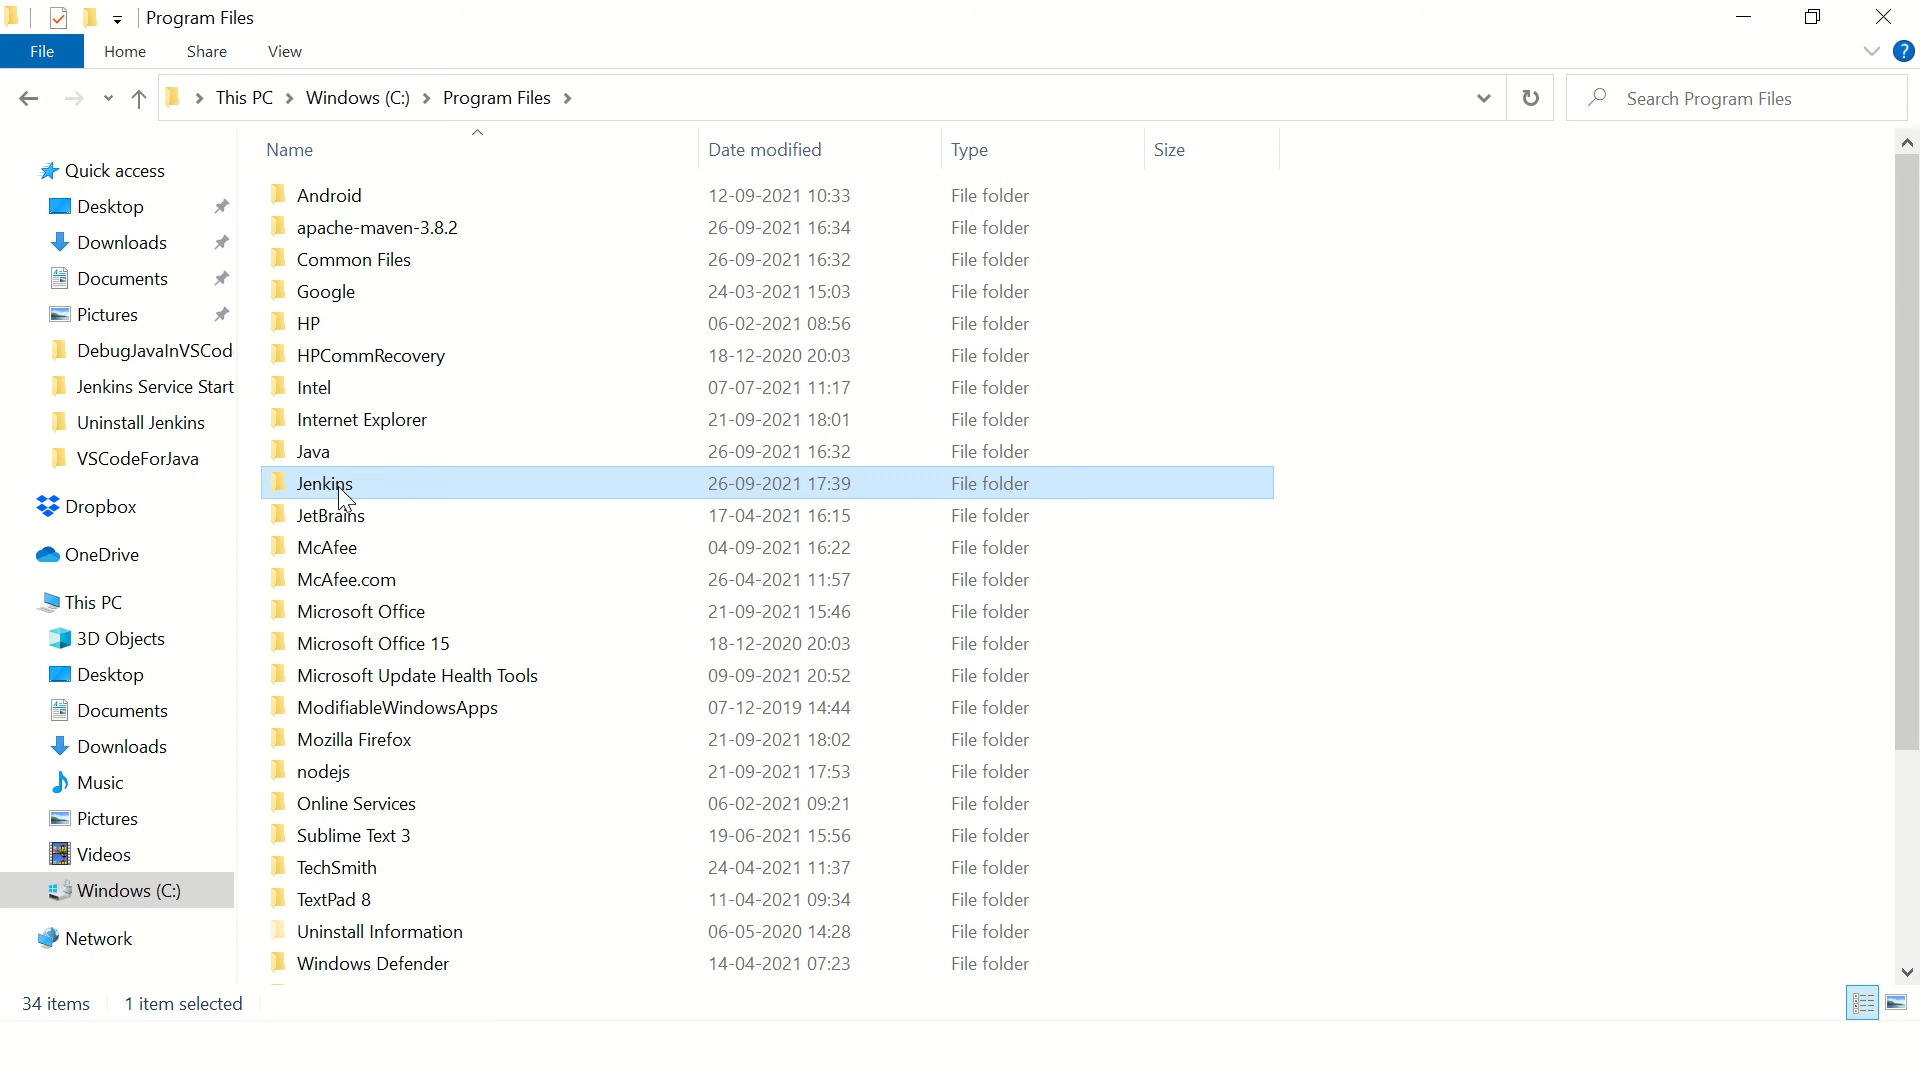 Program Files
File Home Share View
This PC > Windows (C:) > Program Files >
Search Program Files
Name Date modified Type Size
Quick access
Desktop
Downloads
Documents
Pictures
DebugJavaInVSCod
Jenkins Service Start
Uninstall Jenkins
VSCodeForJava
Dropbox
OneDrive
This PC
3D Objects
Desktop
Documents
Downloads
Music
Pictures
Videos
Windows (C:)
Network
Android 12-09-2021 10:33 File folder
apache-maven-3.8.2 26-09-2021 16:34 File folder
Common Files 26-09-2021 16:32 File folder
Google 24-03-2021 15:03 File folder
HP 06-02-2021 08:56 File folder
HPCommRecovery 18-12-2020 20:03 File folder
Intel 07-07-2021 11:17 File folder
Internet Explorer 21-09-2021 18:01 File folder
Java 26-09-2021 16:32 File folder
Jenkins 26-09-2021 17:39 File folder
JetBrains 17-04-2021 16:15 File folder
McAfee 04-09-2021 16:22 File folder
McAfee.com 26-04-2021 11:57 File folder
Microsoft Office 21-09-2021 15:46 File folder
Microsoft Office 15 18-12-2020 20:03 File folder
Microsoft Update Health Tools 09-09-2021 20:52 File folder
ModifiableWindowsApps 07-12-2019 14:44 File folder
Mozilla Firefox 21-09-2021 18:02 File folder
nodejs 21-09-2021 17:53 File folder
Online Services 06-02-2021 09:21 File folder
Sublime Text 3 19-06-2021 15:56 File folder
TechSmith 24-04-2021 11:37 File folder
TextPad 8 11-04-2021 09:34 File folder
Uninstall Information 06-05-2020 14:28 File folder
Windows Defender 14-04-2021 07:23 File folder
34 items 1 item selected